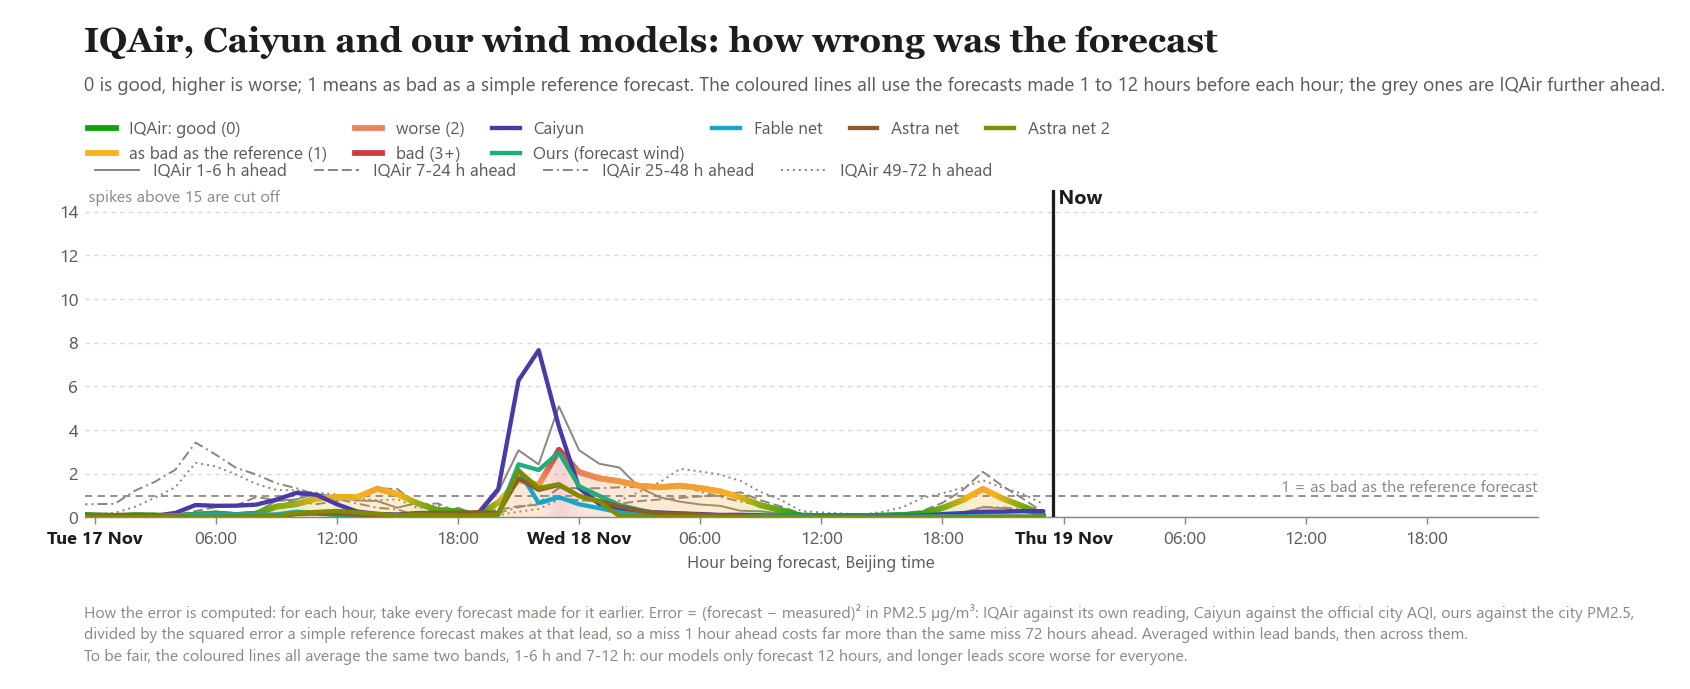 IQAir, Caiyun and our wind models: how wrong was the forecast
0 is good, higher is worse; 1 means as bad as a simple reference forecast. The coloured lines all use the forecasts made 1 to 12 hours before each hour; the grey ones are IQAir further ahead.
IQAir: good (0) worse (2) Caiyun Fable net Astra net Astra net 2
as bad as the reference (1) bad (3+) Ours (forecast wind)
IQAir 1-6 h ahead IQAir 7-24 h ahead IQAir 25-48 h ahead IQAir 49-72 h ahead
spikes above 15 are cut off
Now
14
12
10
8
6
4
2
1 = as bad as the reference forecast
0
Tue 17 Nov 06:00 12:00 18:00 Wed 18 Nov 06:00 12:00 18:00 Thu 19 Nov 06:00 12:00 18:00
Hour being forecast, Beijing time
How the error is computed: for each hour, take every forecast made for it earlier. Error = (forecast − measured)² in PM2.5 µg/m³: IQAir against its own reading, Caiyun against the official city AQI, ours against the city PM2.5,
divided by the squared error a simple reference forecast makes at that lead, so a miss 1 hour ahead costs far more than the same miss 72 hours ahead. Averaged within lead bands, then across them.
To be fair, the coloured lines all average the same two bands, 1-6 h and 7-12 h: our models only forecast 12 hours, and longer leads score worse for everyone.